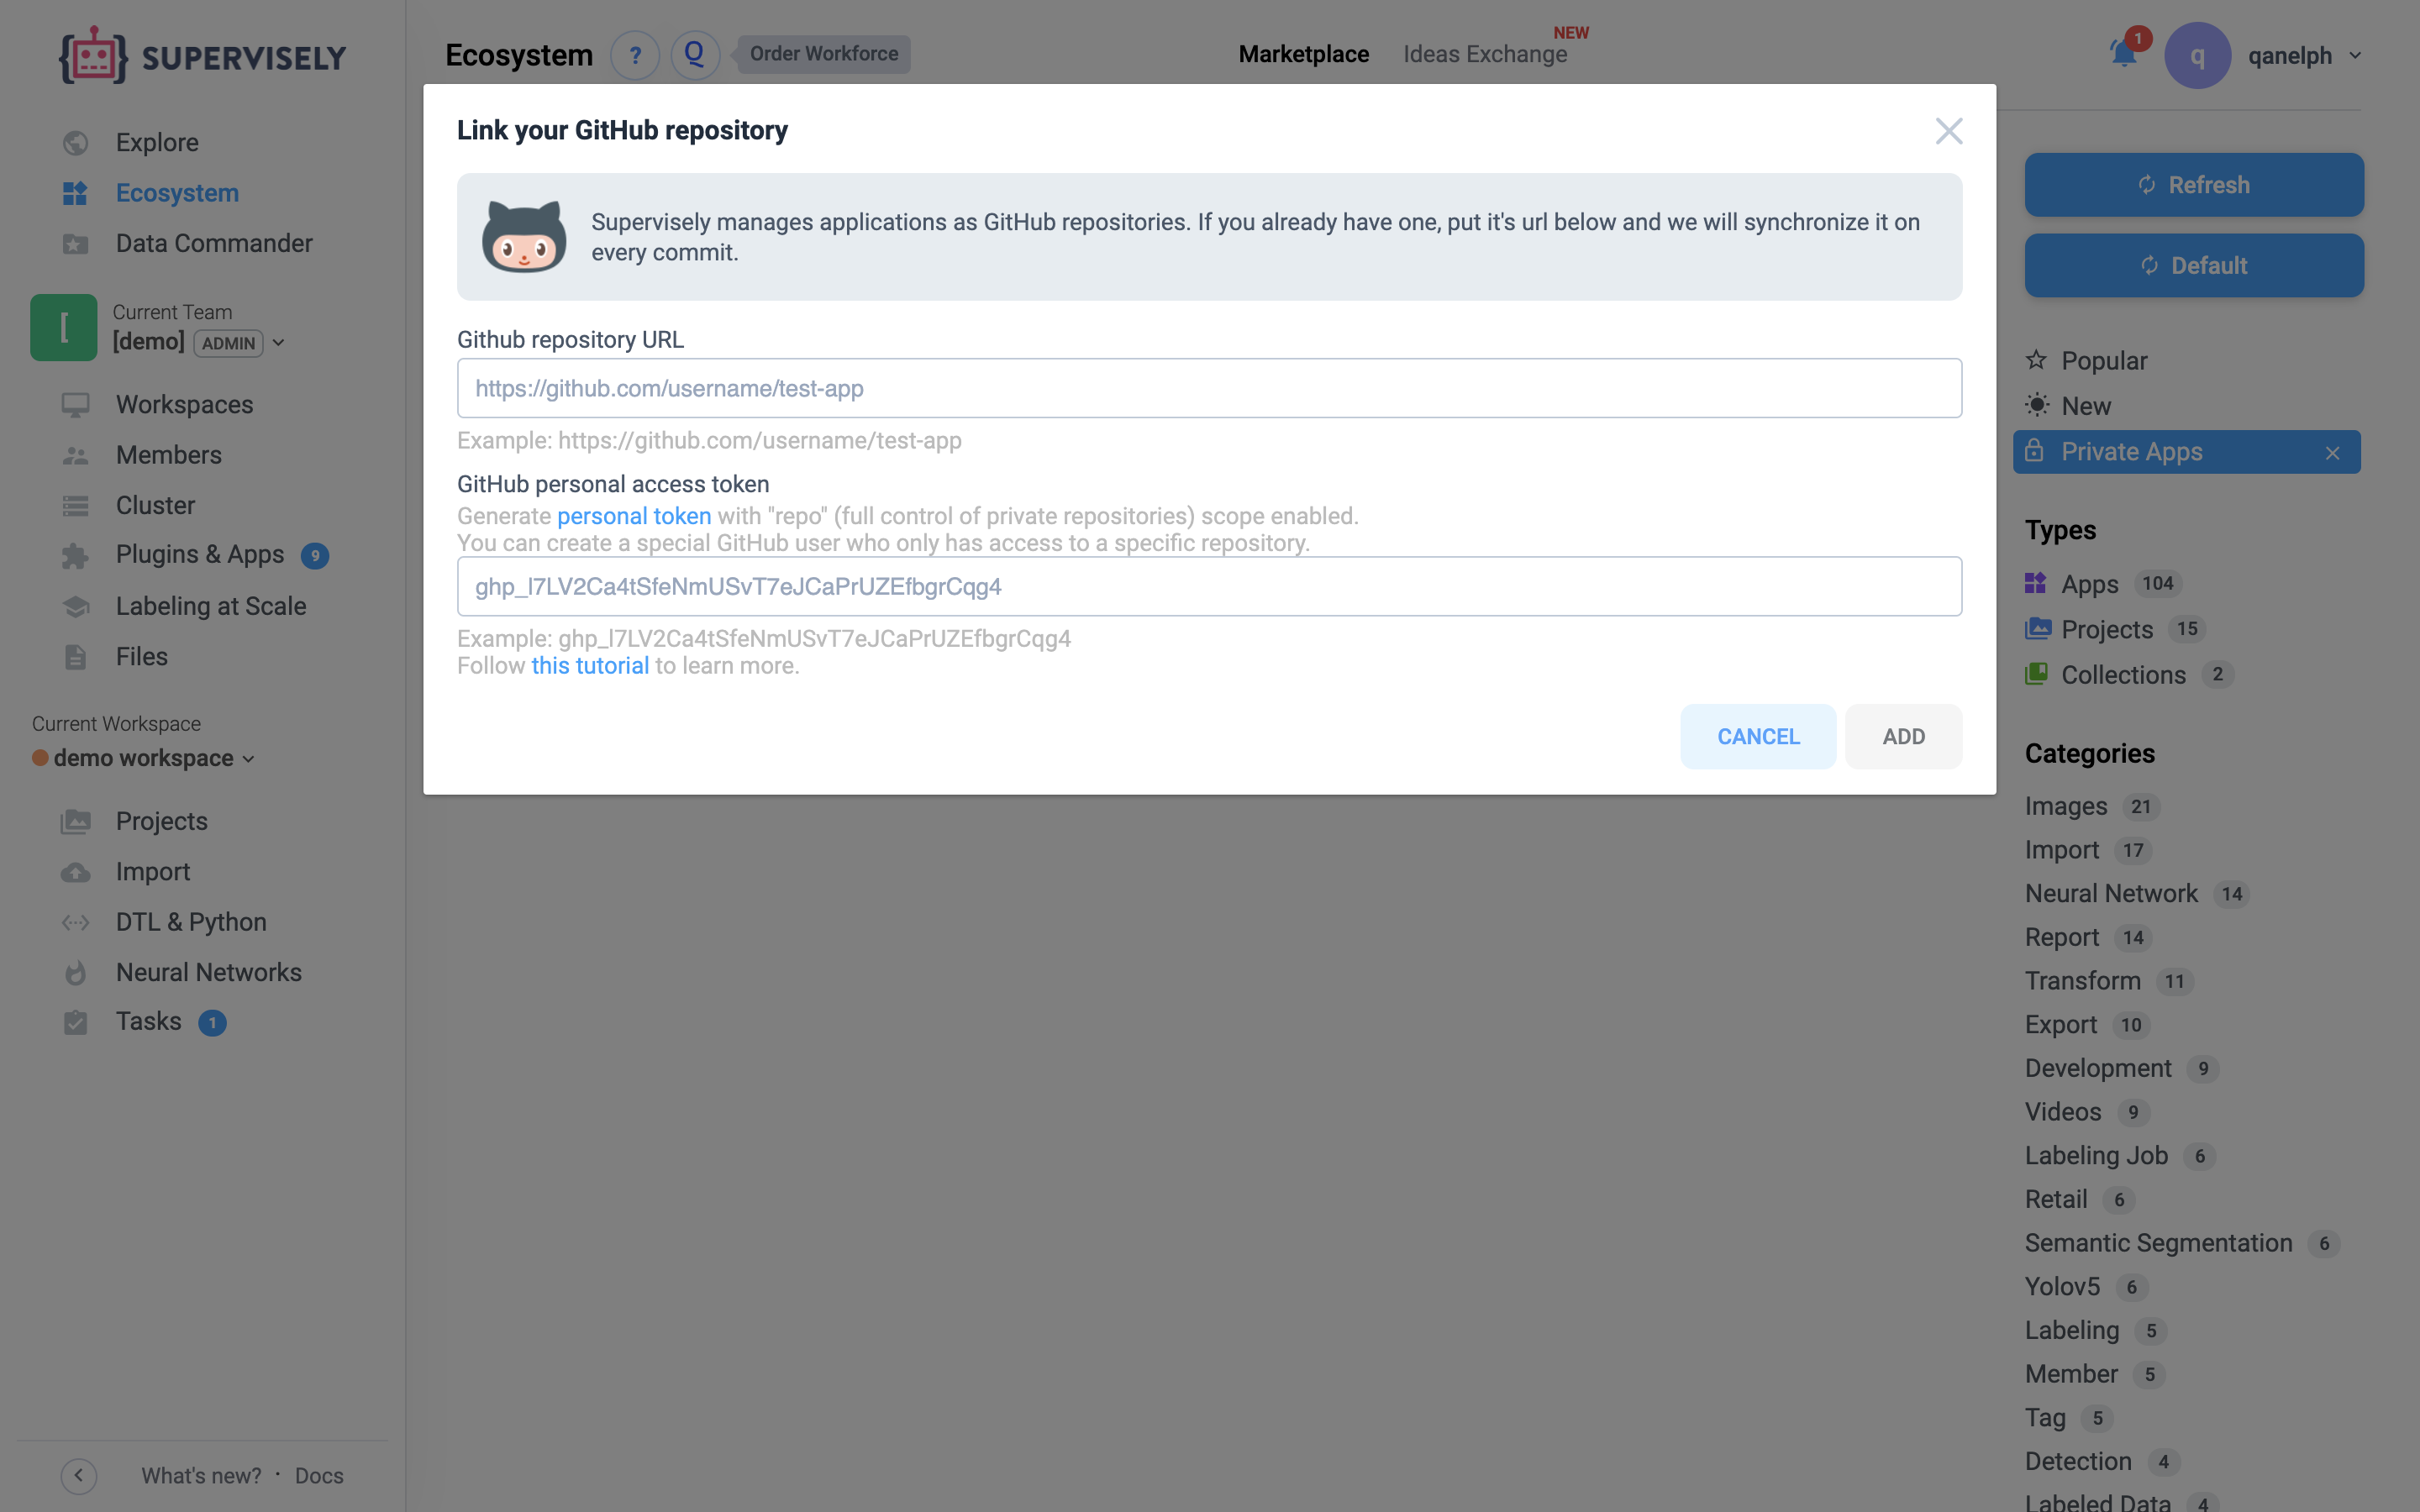 SUPERVISELY
Explore
Ecosystem
Data Commander
[
Current Team
[demo] ADMIN
Workspaces
Members
Cluster
Plugins & Apps 9
Labeling at Scale
Files
Current Workspace
demo workspace
Projects
Import
DTL & Python
Neural Networks
Tasks 1
What's new? · Docs
Ecosystem ? Q Order Workforce
Marketplace Ideas Exchange NEW
1 q qanelph
Link your GitHub repository
Supervisely manages applications as GitHub repositories. If you already have one, put it's url below and we will synchronize it on
every commit.
Github repository URL
https://github.com/username/test-app
Example: https://github.com/username/test-app
GitHub personal access token
Generate personal token with "repo" (full control of private repositories) scope enabled.
You can create a special GitHub user who only has access to a specific repository.
ghp_l7LV2Ca4tSfeNmUSvT7eJCaPrUZEfbgrCqg4
Example: ghp_l7LV2Ca4tSfeNmUSvT7eJCaPrUZEfbgrCqg4
Follow this tutorial to learn more.
CANCEL ADD
Refresh
Default
Popular
New
Private Apps
Types
Apps 104
Projects 15
Collections 2
Categories
Images 21
Import 17
Neural Network 14
Report 14
Transform 11
Export 10
Development 9
Videos 9
Labeling Job 6
Retail 6
Semantic Segmentation 6
Yolov5 6
Labeling 5
Member 5
Tag 5
Detection 4
Labeled Data 4